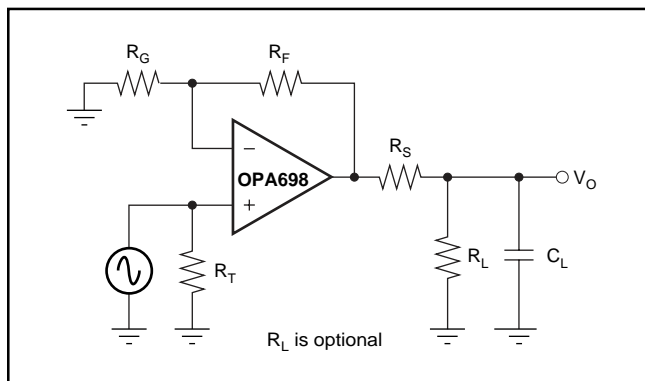 R_G
R_F
R_S
−
OPA698
+
V_O
R_T
R_L
C_L
R_L is optional